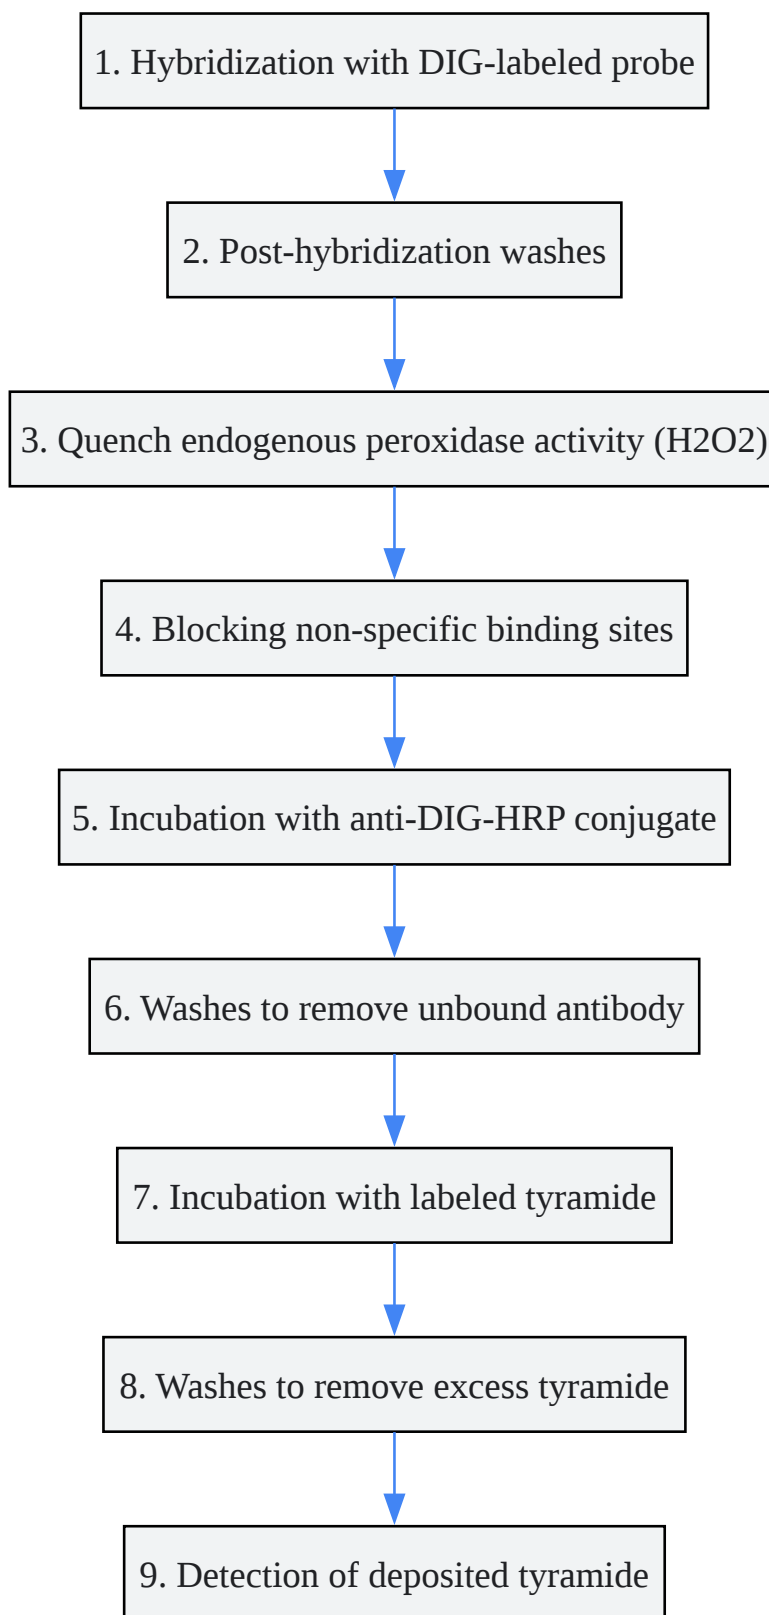 1. Hybridization with DIG-labeled probe
2. Post-hybridization washes
3. Quench endogenous peroxidase activity (H2O2)
4. Blocking non-specific binding sites
5. Incubation with anti-DIG-HRP conjugate
6. Washes to remove unbound antibody
7. Incubation with labeled tyramide
8. Washes to remove excess tyramide
9. Detection of deposited tyramide